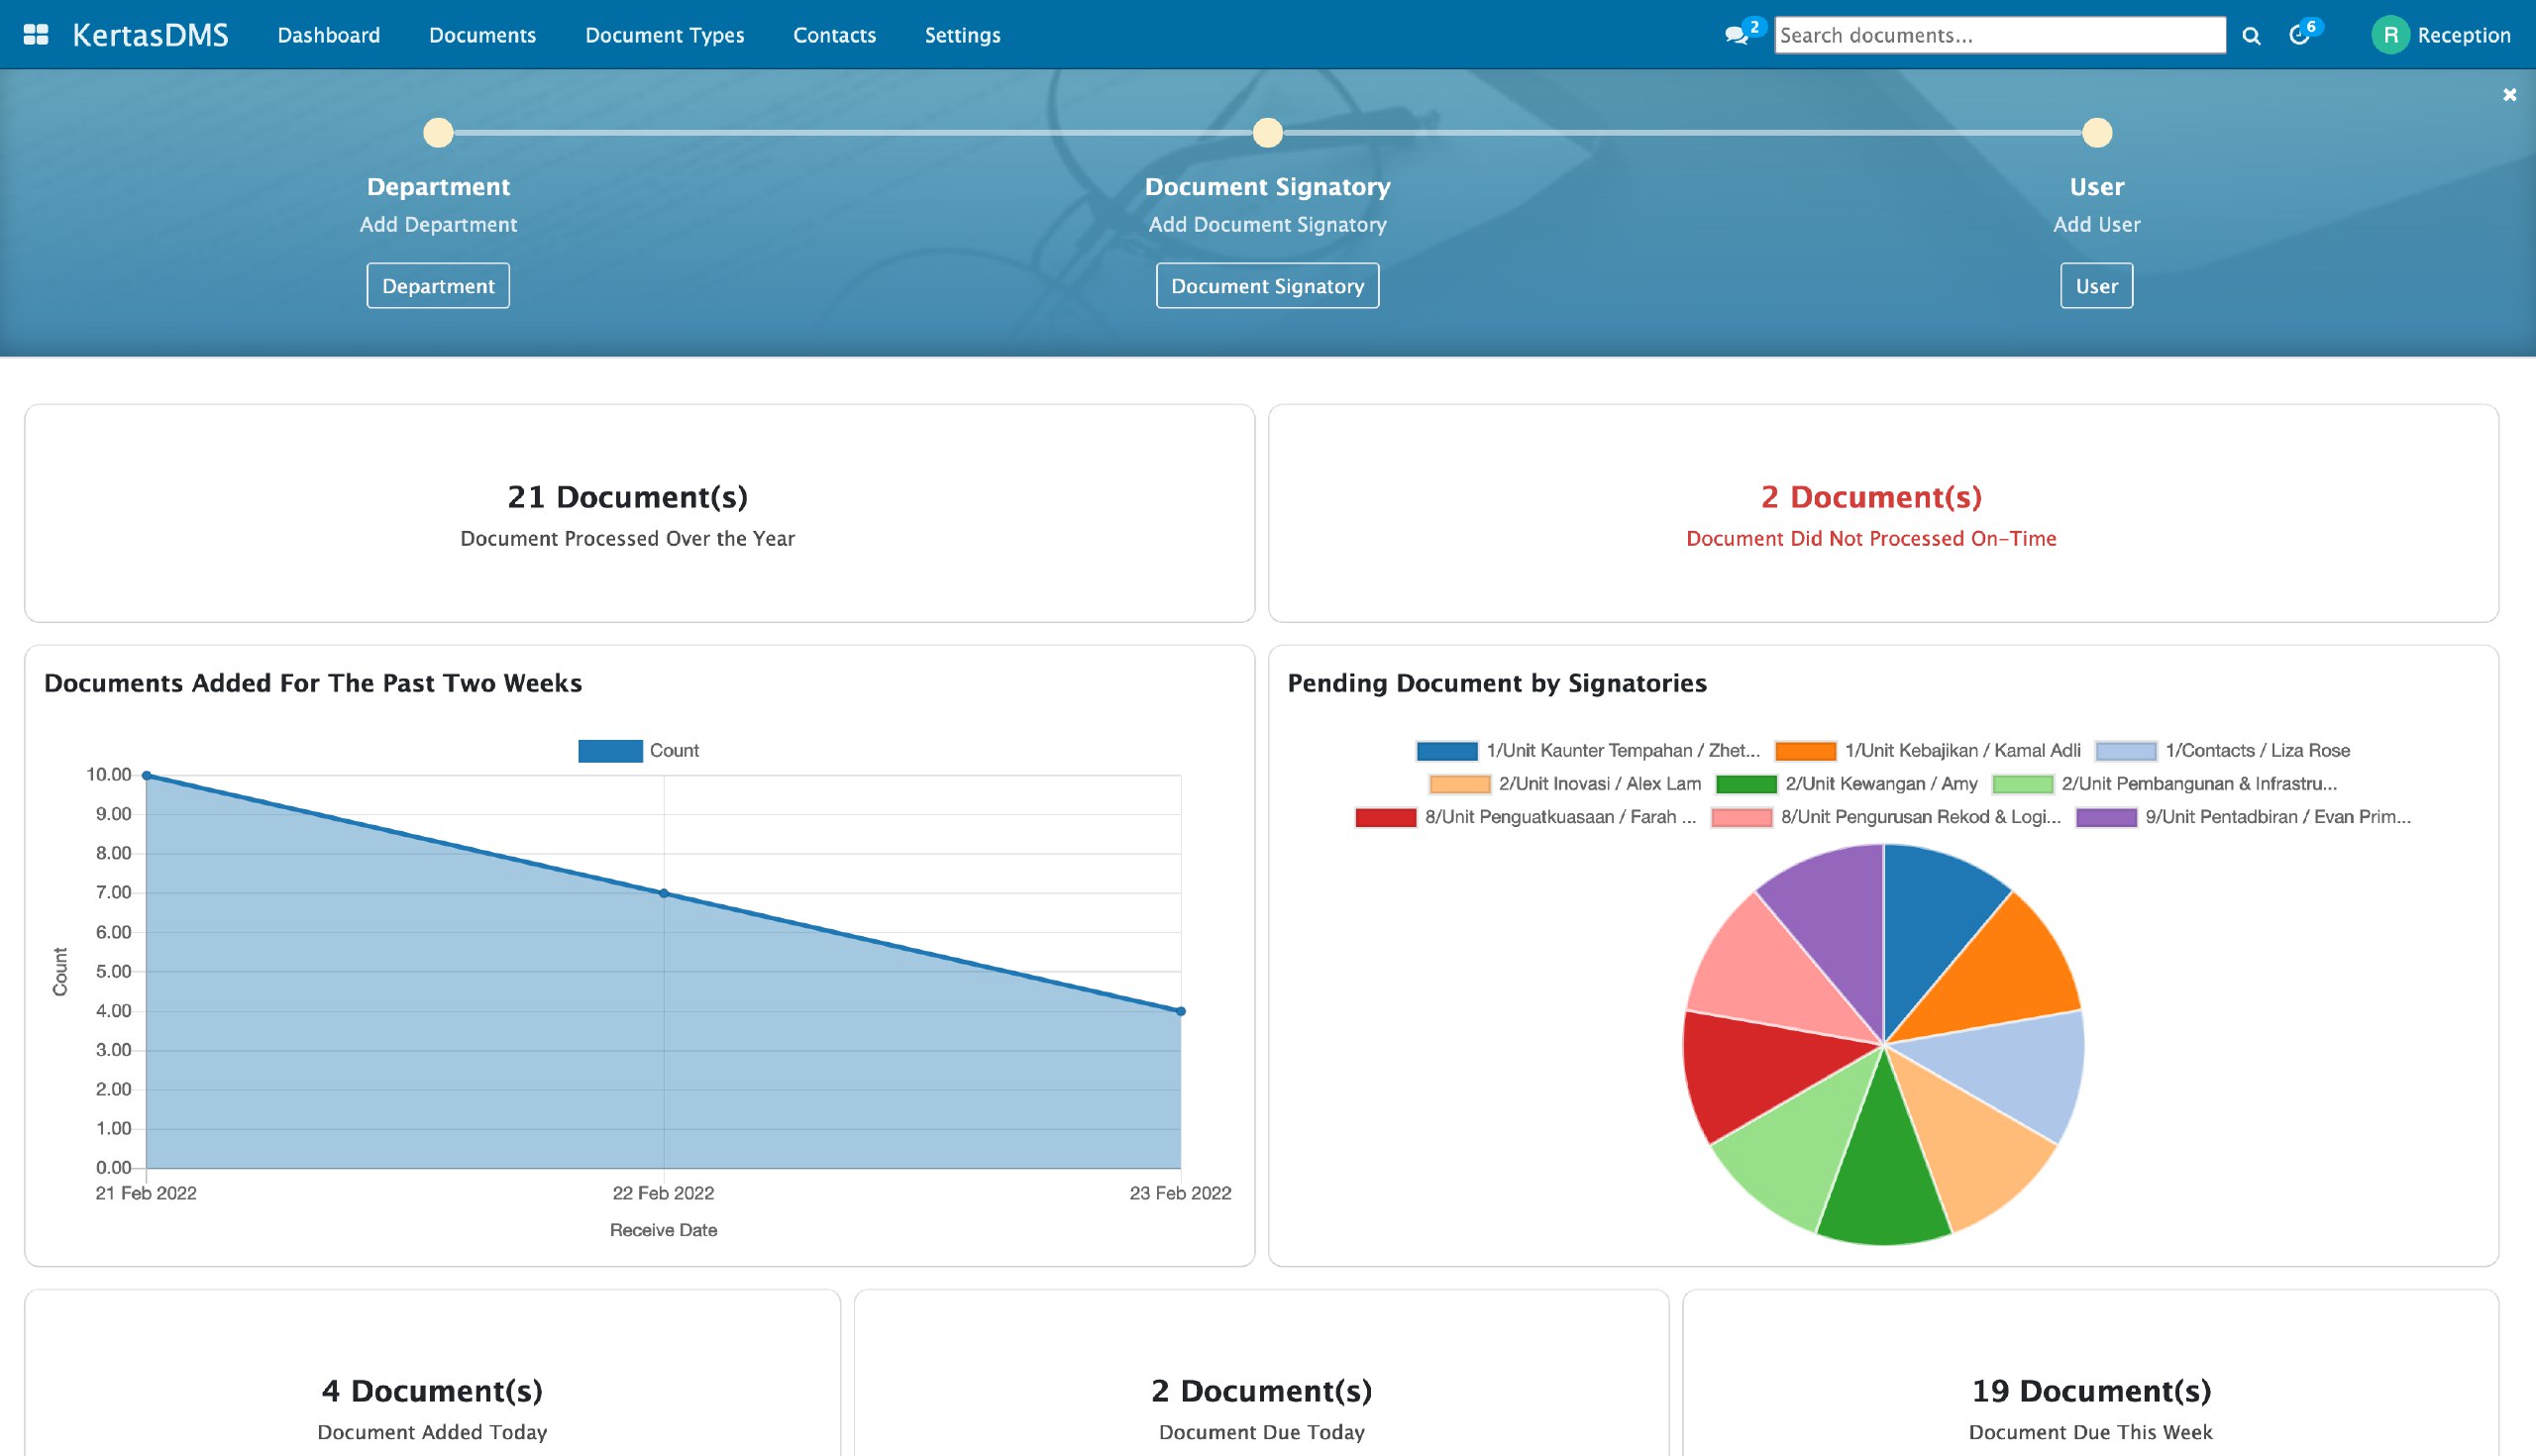 KertasDMS Dashboard Documents Document Types Contacts Settings 2 Search documents... 6 R Reception
Department Document Signatory User
Add Department Add Document Signatory Add User
Department Document Signatory User
21 Document(s)
Document Processed Over the Year
2 Document(s)
Document Did Not Processed On-Time
Documents Added For The Past Two Weeks
Count
10.00
9.00
8.00
7.00
6.00
5.00
4.00
3.00
2.00
1.00
0.00
Count
21 Feb 2022 22 Feb 2022 23 Feb 2022
Receive Date
Pending Document by Signatories
1/Unit Kaunter Tempahan / Zhet... 1/Unit Kebajikan / Kamal Adli 1/Contacts / Liza Rose
2/Unit Inovasi / Alex Lam 2/Unit Kewangan / Amy 2/Unit Pembangunan & Infrastru...
8/Unit Penguatkuasaan / Farah ... 8/Unit Pengurusan Rekod & Logi... 9/Unit Pentadbiran / Evan Prim...
4 Document(s)
Document Added Today
2 Document(s)
Document Due Today
19 Document(s)
Document Due This Week